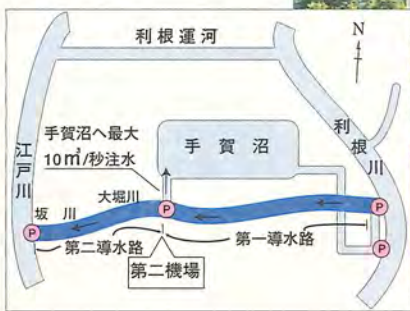 利根運河
N
江戸川
利根川
手賀沼
手賀沼へ最大
10㎥/秒注水
大堀川
坂川
P
P
P
P
第一導水路
第二導水路
第二機場